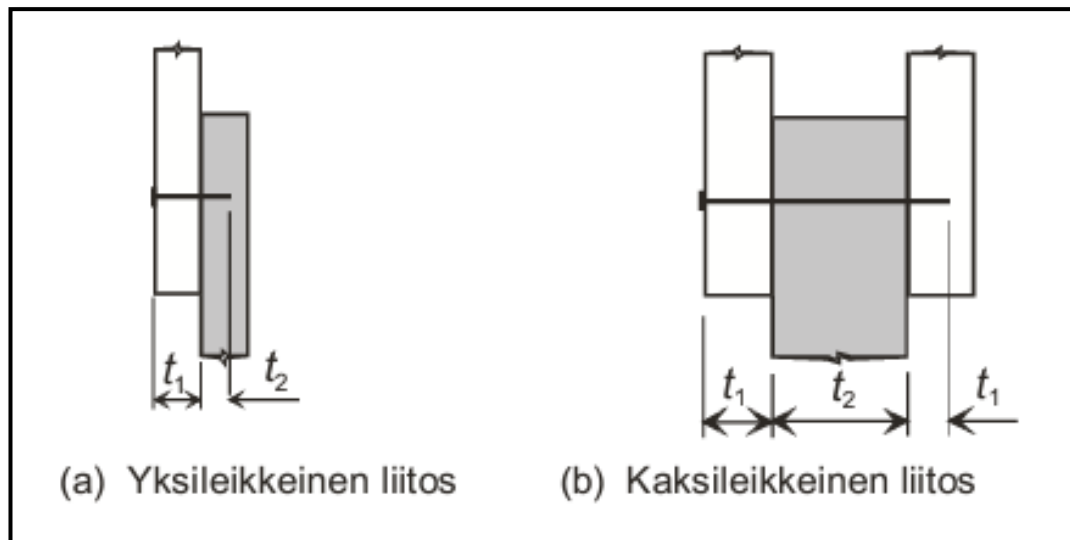 t1 t2
t1 t2 t1
(a) Yksileikkeinen liitos
(b) Kaksileikkeinen liitos